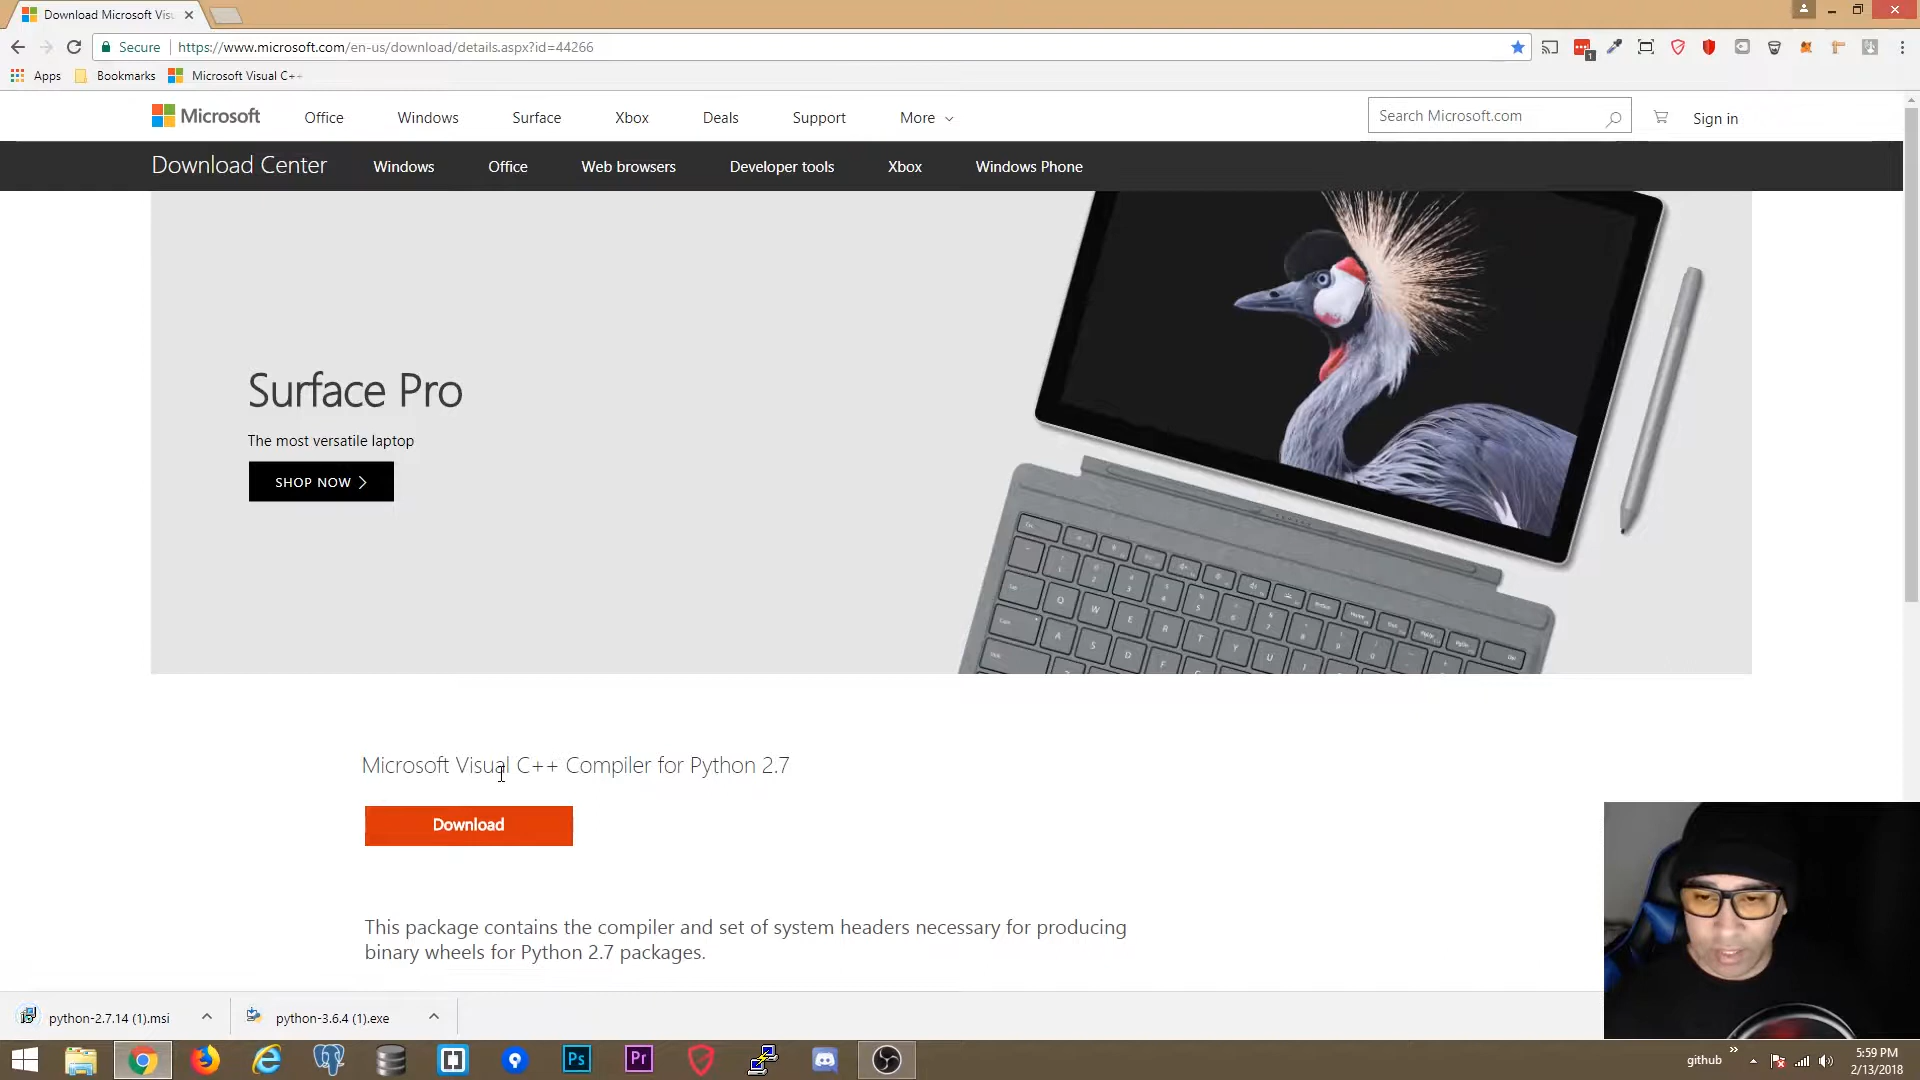 Download Microsoft Visu
Secure
https://www.microsoft.com/en-us/download/details.aspx?id=44266
1
Apps
Bookmarks
Microsoft Visual C++
Microsoft
Office
Windows
Surface
Xbox
Deals
Support
More
Search Microsoft.com
Sign in
Download Center
Windows
Office
Web browsers
Developer tools
Xbox
Windows Phone
Surface Pro
The most versatile laptop
SHOP NOW
Microsoft Visual C++ Compiler for Python 2.7
Download
This package contains the compiler and set of system headers necessary for producing
binary wheels for Python 2.7 packages.
python-2.7.14 (1).msi
python-3.6.4 (1).exe
Ps
Pr
github
5:59 PM
2/13/2018